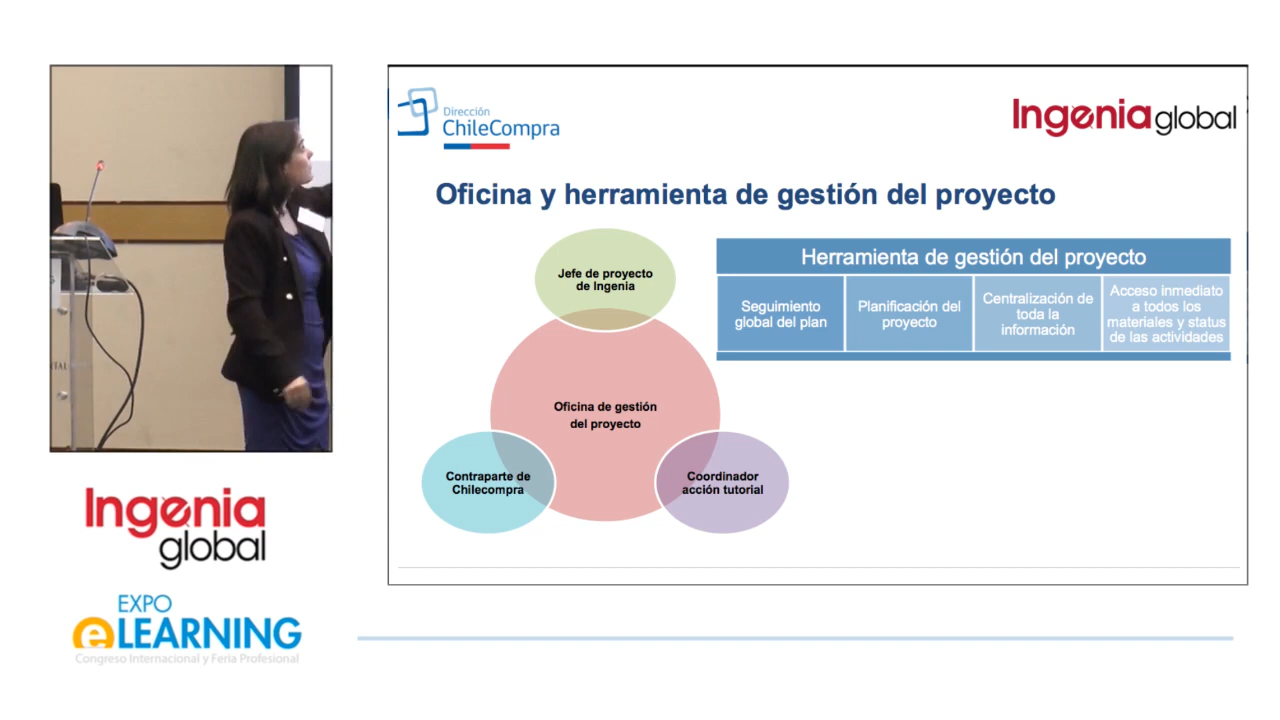 Dirección
ChileCompra
Ingenia global
Oficina y herramienta de gestión del proyecto
Jefe de proyecto
de Ingenia
Oficina de gestión
del proyecto
Contraparte de
Chilecompra
Coordinador
acción tutorial
Herramienta de gestión del proyecto
Seguimiento
global del plan
Planificación del
proyecto
Centralización de
toda la
información
Acceso inmediato
a todos los
materiales y status
de las actividades
Ingenia
global
EXPO
eLEARNING
Congreso Internacional y Feria Profesional